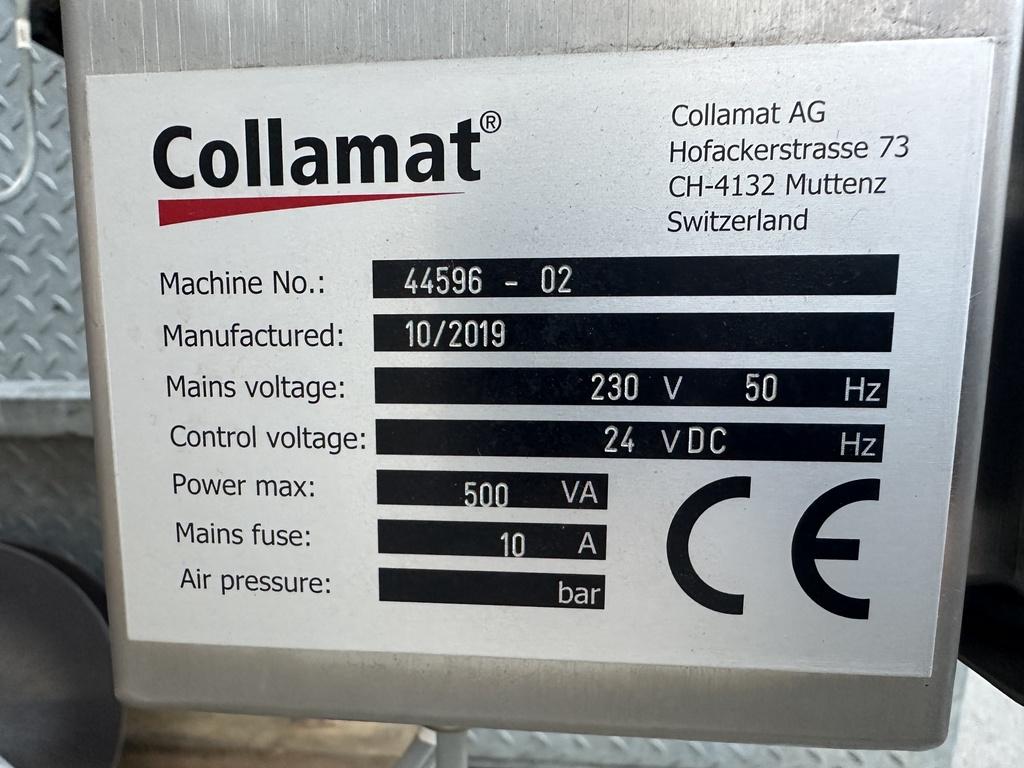 Collamat®
Collamat AG
Hofackerstrasse 73
CH-4132 Muttenz
Switzerland
Machine No.: 44596 - 02
Manufactured: 10/2019
Mains voltage: 230 V 50 Hz
Control voltage: 24 V DC Hz
Power max: 500 VA
Mains fuse: 10 A
Air pressure: bar
CE